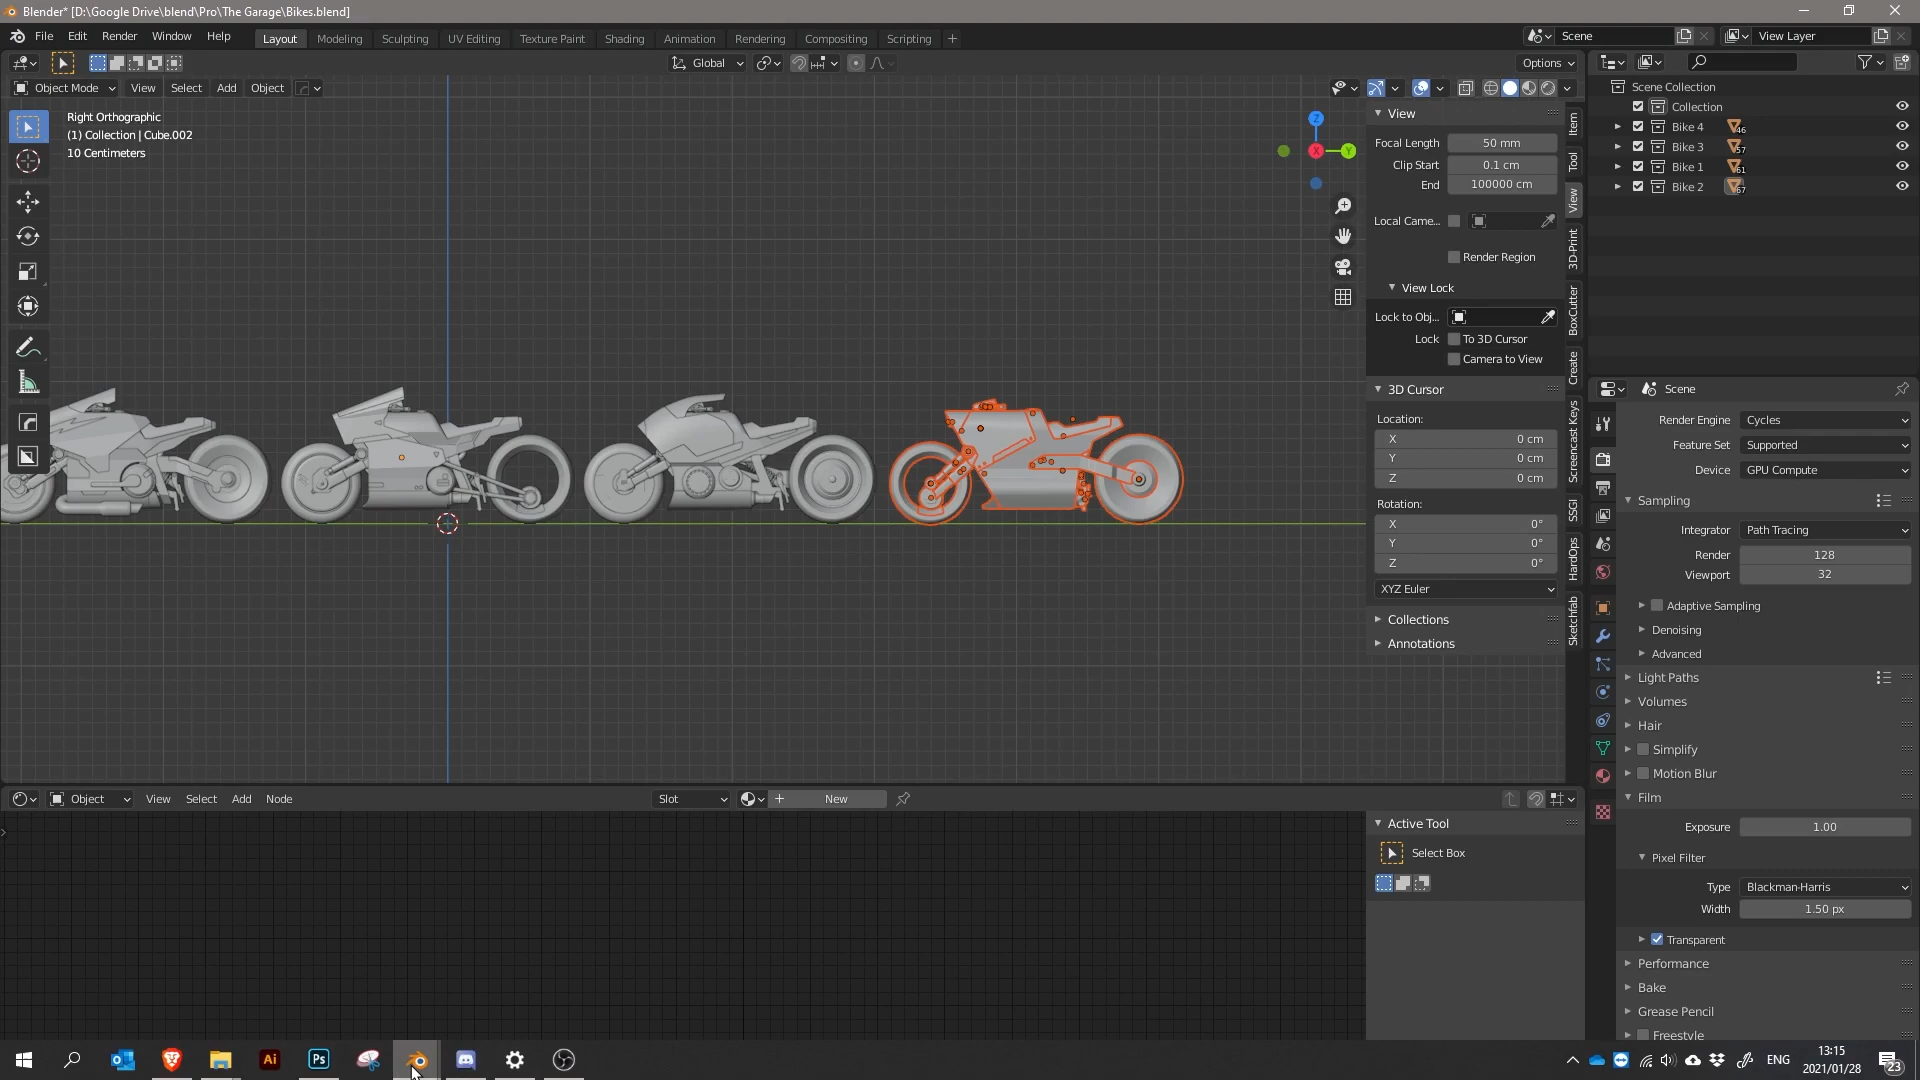 Blender* [D:\Google Drive\blend\Pro\The Garage\Bikes.blend]
File Edit Render Window Help
Layout Modeling Sculpting UV Editing Texture Paint Shading Animation Rendering Compositing Scripting +
Scene
View Layer
Global
Options
Object Mode View Select Add Object
Right Orthographic
(1) Collection | Cube.002
10 Centimeters
Z
X
Y
View
Focal Length 50 mm
Clip Start 0.1 cm
End 100000 cm
Local Came...
Render Region
View Lock
Lock to Obj...
Lock To 3D Cursor
Camera to View
3D Cursor
Location:
X 0 cm
Y 0 cm
Z 0 cm
Rotation:
X 0°
Y 0°
Z 0°
XYZ Euler
Collections
Annotations
Item
Tool
View
3D-Print
BoxCutter
Create
Screencast Keys
SSGI
HardOps
Sketchfab
Scene Collection
Collection
Bike 4 46
Bike 3 57
Bike 1 61
Bike 2 67
Scene
Render Engine Cycles
Feature Set Supported
Device GPU Compute
Sampling
Integrator Path Tracing
Render 128
Viewport 32
Adaptive Sampling
Denoising
Advanced
Light Paths
Volumes
Hair
Simplify
Motion Blur
Film
Exposure 1.00
Pixel Filter
Type Blackman-Harris
Width 1.50 px
Transparent
Performance
Bake
Grease Pencil
Freestyle
Object View Select Add Node
Slot
New
Active Tool
Select Box
Ai
Ps
ENG
13:15
2021/01/28
23